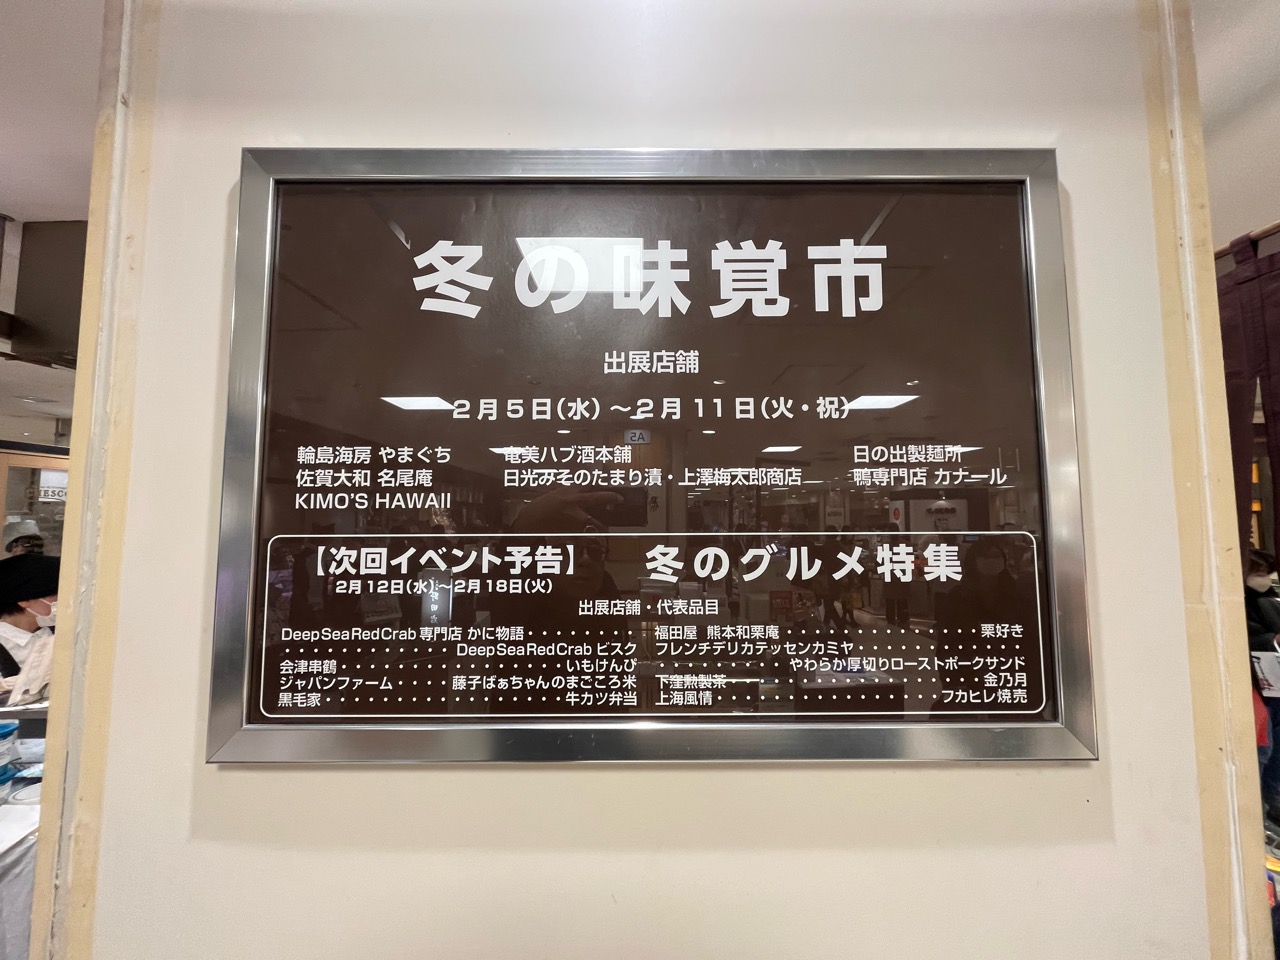 冬の味覚市
出展店舗
2月5日(水)～2月11日(火・祝)
輪島海房 やまぐち 奄美ハブ酒本舗 日の出製麺所
佐賀大和 名尾庵 日光みそのたまり漬・上澤梅太郎商店 鴨専門店 カナール
KIMO'S HAWAII
【次回イベント予告】 冬のグルメ特集
2月12日(水)～2月18日(火)
出展店舗・代表品目
DeepSeaRedCrab専門店 かに物語・・・・・・・・
・・・・・・・・・・・・DeepSeaRedCrab ビスク
会津串鶴・・・・・・・・・・・・・・・いもけんぴ
ジャパンファーム・・・・藤子ばぁちゃんのまごころ米
黒毛家・・・・・・・・・・・・・・・・牛カツ弁当
福田屋 熊本和栗庵・・・・・・・・・・・・・栗好き
フレンチデリカテッセンカミヤ・・・・・・・・・・・
・・・・・・・・やわらか厚切りローストポークサンド
下窪勲製茶・・・・・・・・・・・・・・・・・金乃月
上海風情・・・・・・・・・・・・・・・フカヒレ焼売
A5